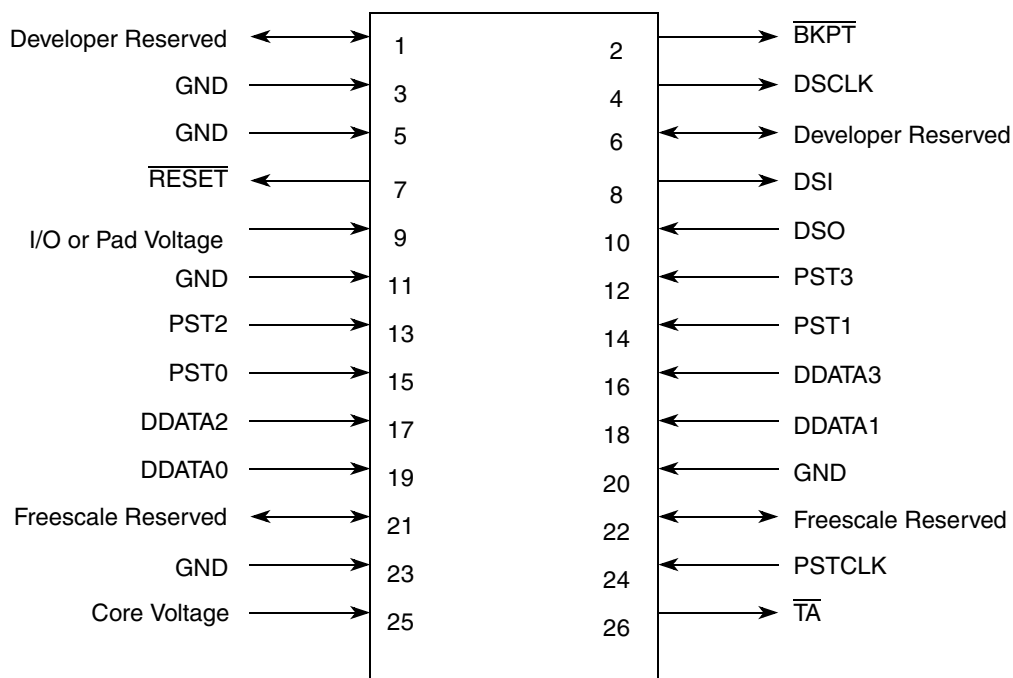 Developer Reserved 1 2 BKPT
GND 3 4 DSCLK
GND 5 6 Developer Reserved
RESET 7 8 DSI
I/O or Pad Voltage 9 10 DSO
GND 11 12 PST3
PST2 13 14 PST1
PST0 15 16 DDATA3
DDATA2 17 18 DDATA1
DDATA0 19 20 GND
Freescale Reserved 21 22 Freescale Reserved
GND 23 24 PSTCLK
Core Voltage 25 26 TA